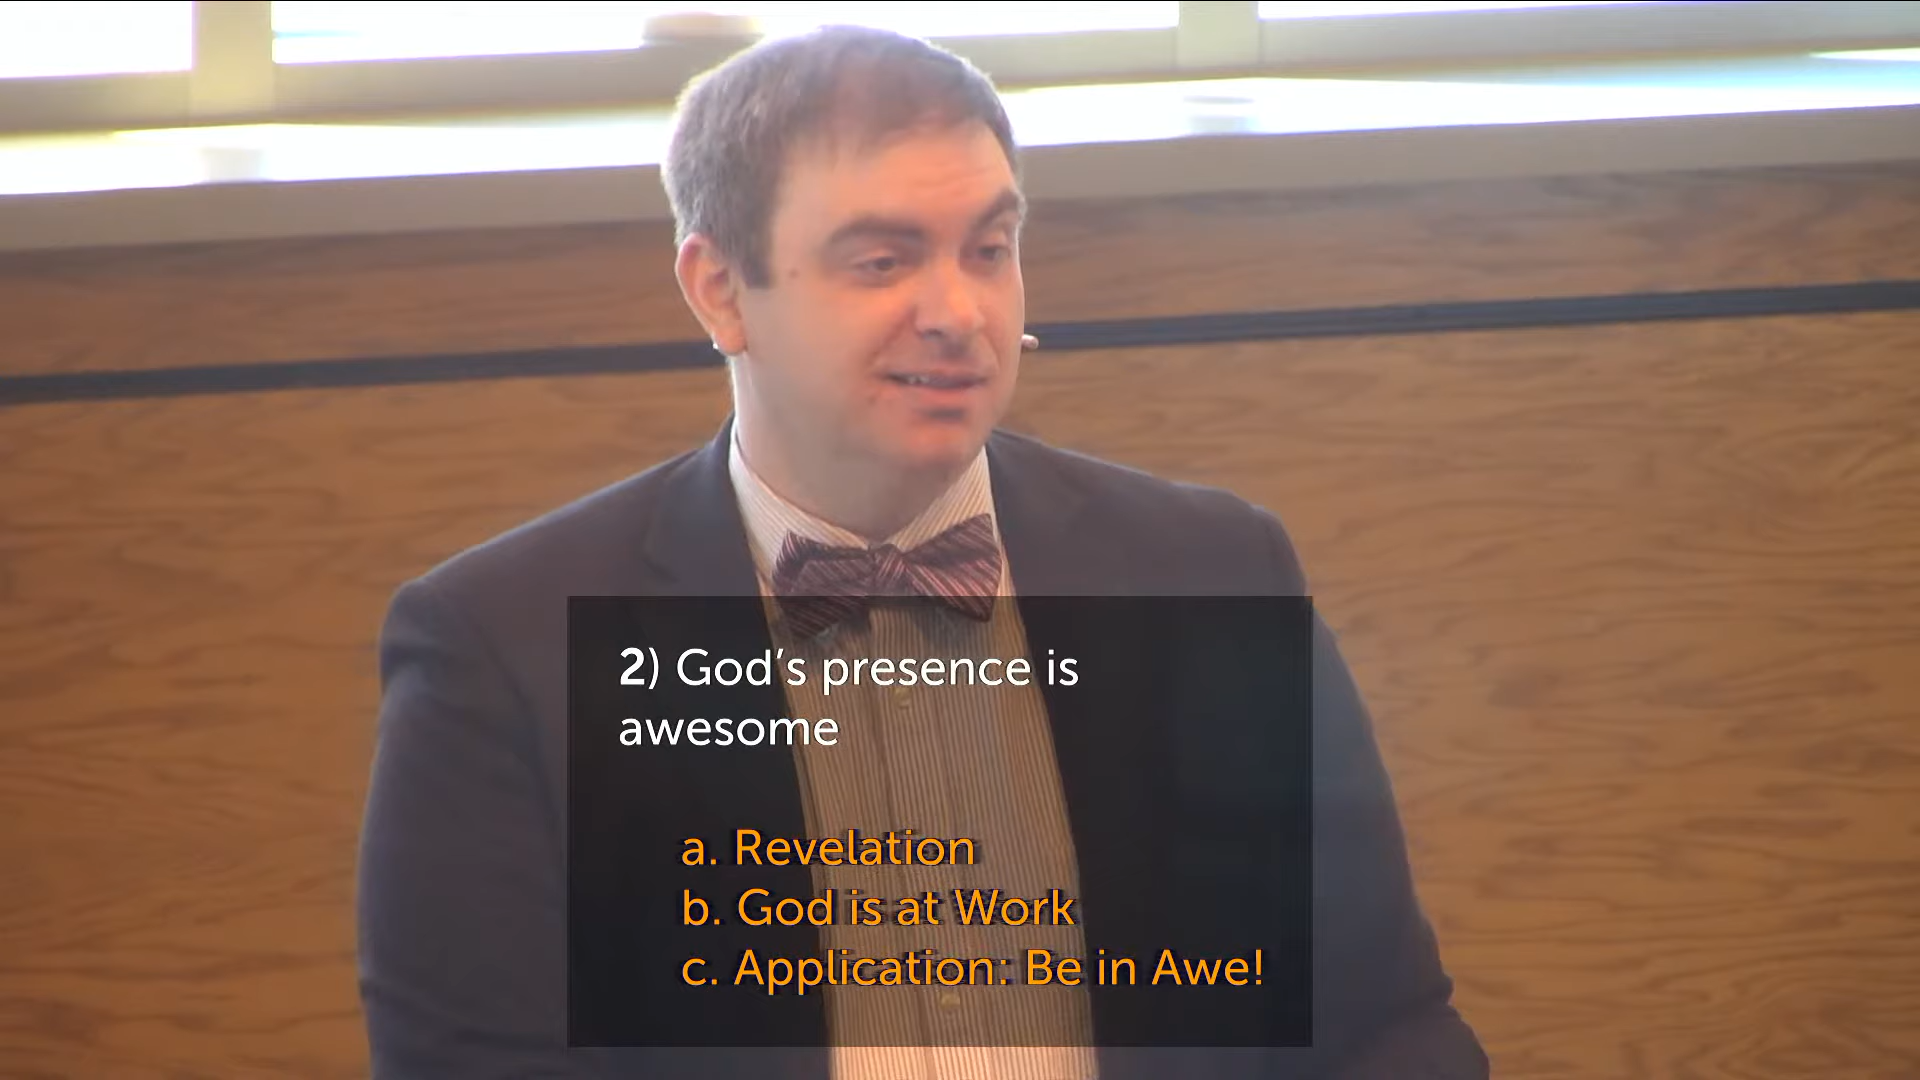 2) God's presence is
awesome
a. Revelation
b. God is at Work
c. Application: Be in Awe!